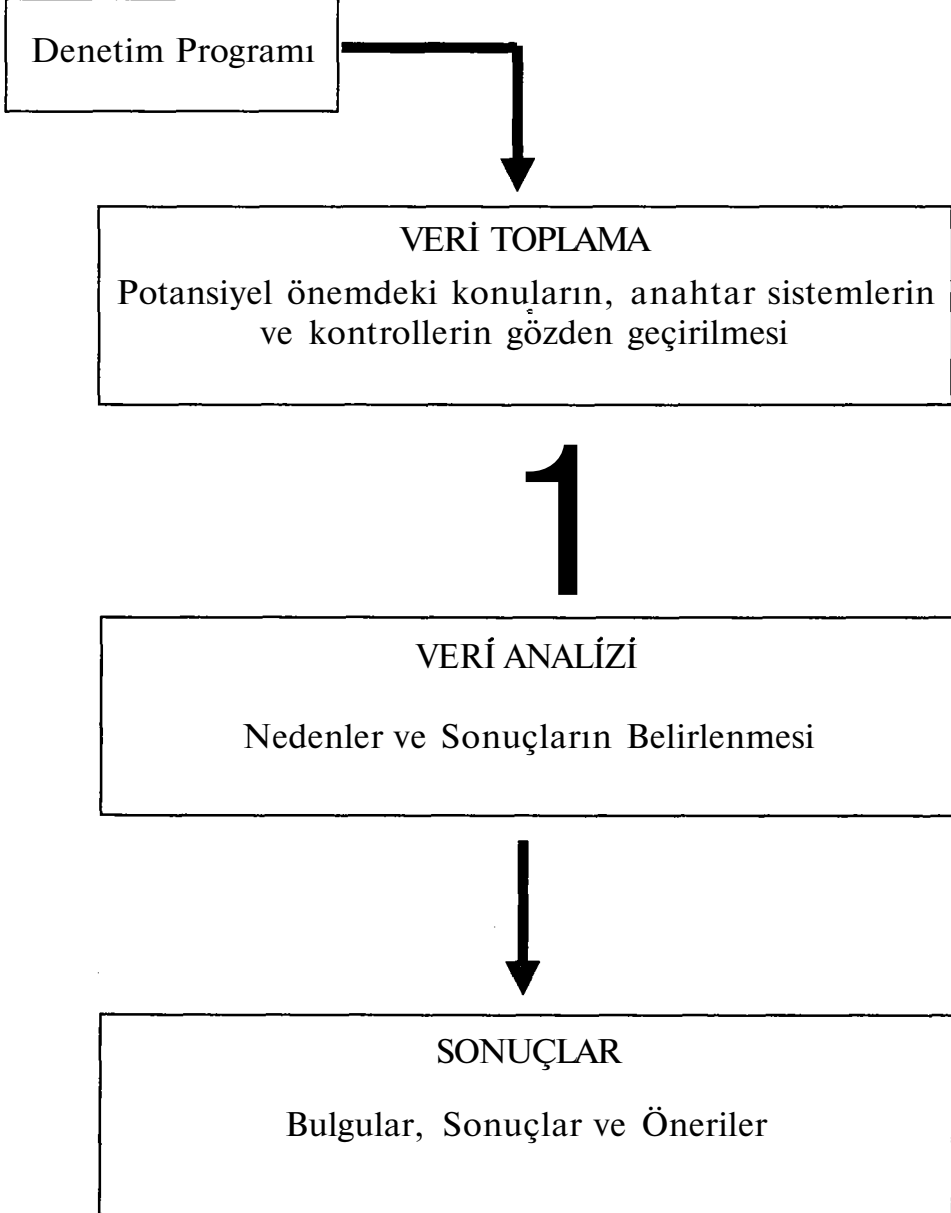 Denetim Programı
VERİ TOPLAMA
Potansiyel önemdeki konuların, anahtar sistemlerin
ve kontrollerin gözden geçirilmesi
1
VERİ ANALİZİ
Nedenler ve Sonuçların Belirlenmesi
SONUÇLAR
Bulgular, Sonuçlar ve Öneriler